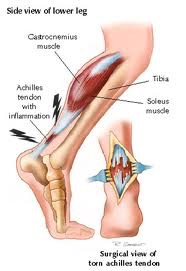 Side view of lower leg
Gastrocnemius
muscle
Achilles
tendon
with
inflammation
Tibia
Soleus
muscle
Surgical view of
torn achilles tendon